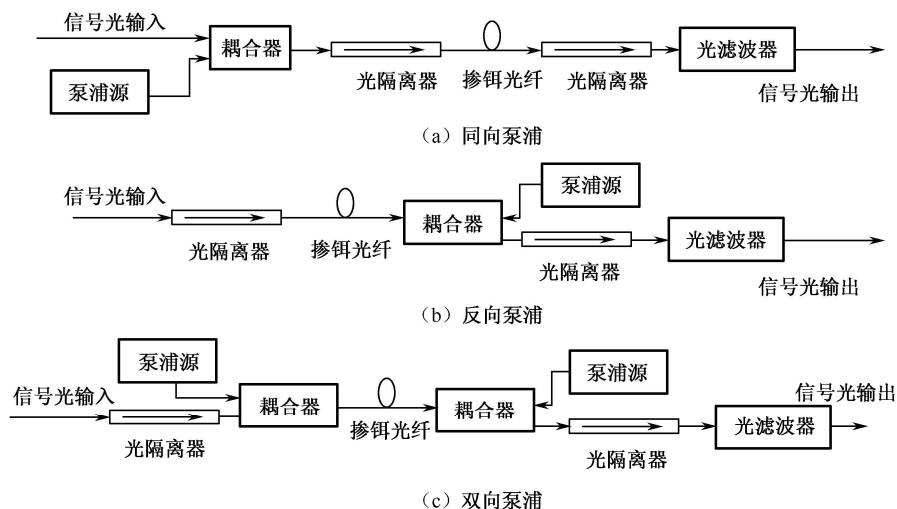 信号光输入
耦合器
光滤波器
泵浦源
光隔离器
掺铒光纤
光隔离器
信号光输出
（a）同向泵浦
泵浦源
信号光输入
耦合器
光滤波器
光隔离器
掺铒光纤
光隔离器
信号光输出
（b）反向泵浦
泵浦源
泵浦源
信号光输入
信号光输出
耦合器
耦合器
光滤波器
掺铒光纤
光隔离器
光隔离器
（c）双向泵浦